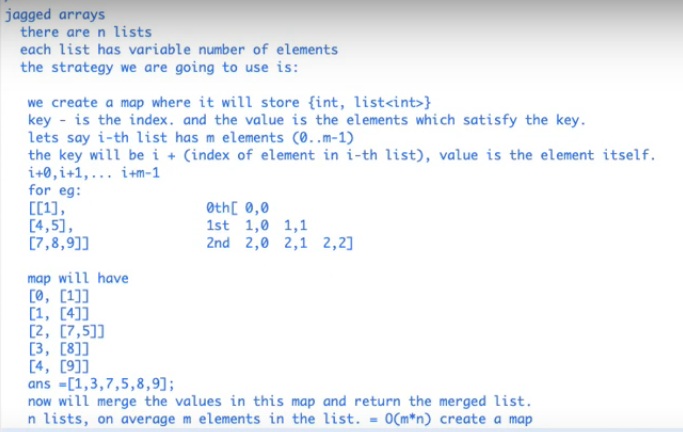 jagged arrays
there are n lists
each list has variable number of elements
the strategy we are going to use is:
we create a map where it will store {int, list<int>}
key - is the index. and the value is the elements which satisfy the key.
lets say i-th list has m elements (0..m-1)
the key will be i + (index of element in i-th list), value is the element itself.
i+0,i+1,... i+m-1
for eg:
[[1], 0th[ 0,0
[4,5], 1st 1,0 1,1
[7,8,9]] 2nd 2,0 2,1 2,2]
map will have
[0, [1]]
[1, [4]]
[2, [7,5]]
[3, [8]]
[4, [9]]
ans =[1,3,7,5,8,9];
now will merge the values in this map and return the merged list.
n lists, on average m elements in the list. = O(m*n) create a map